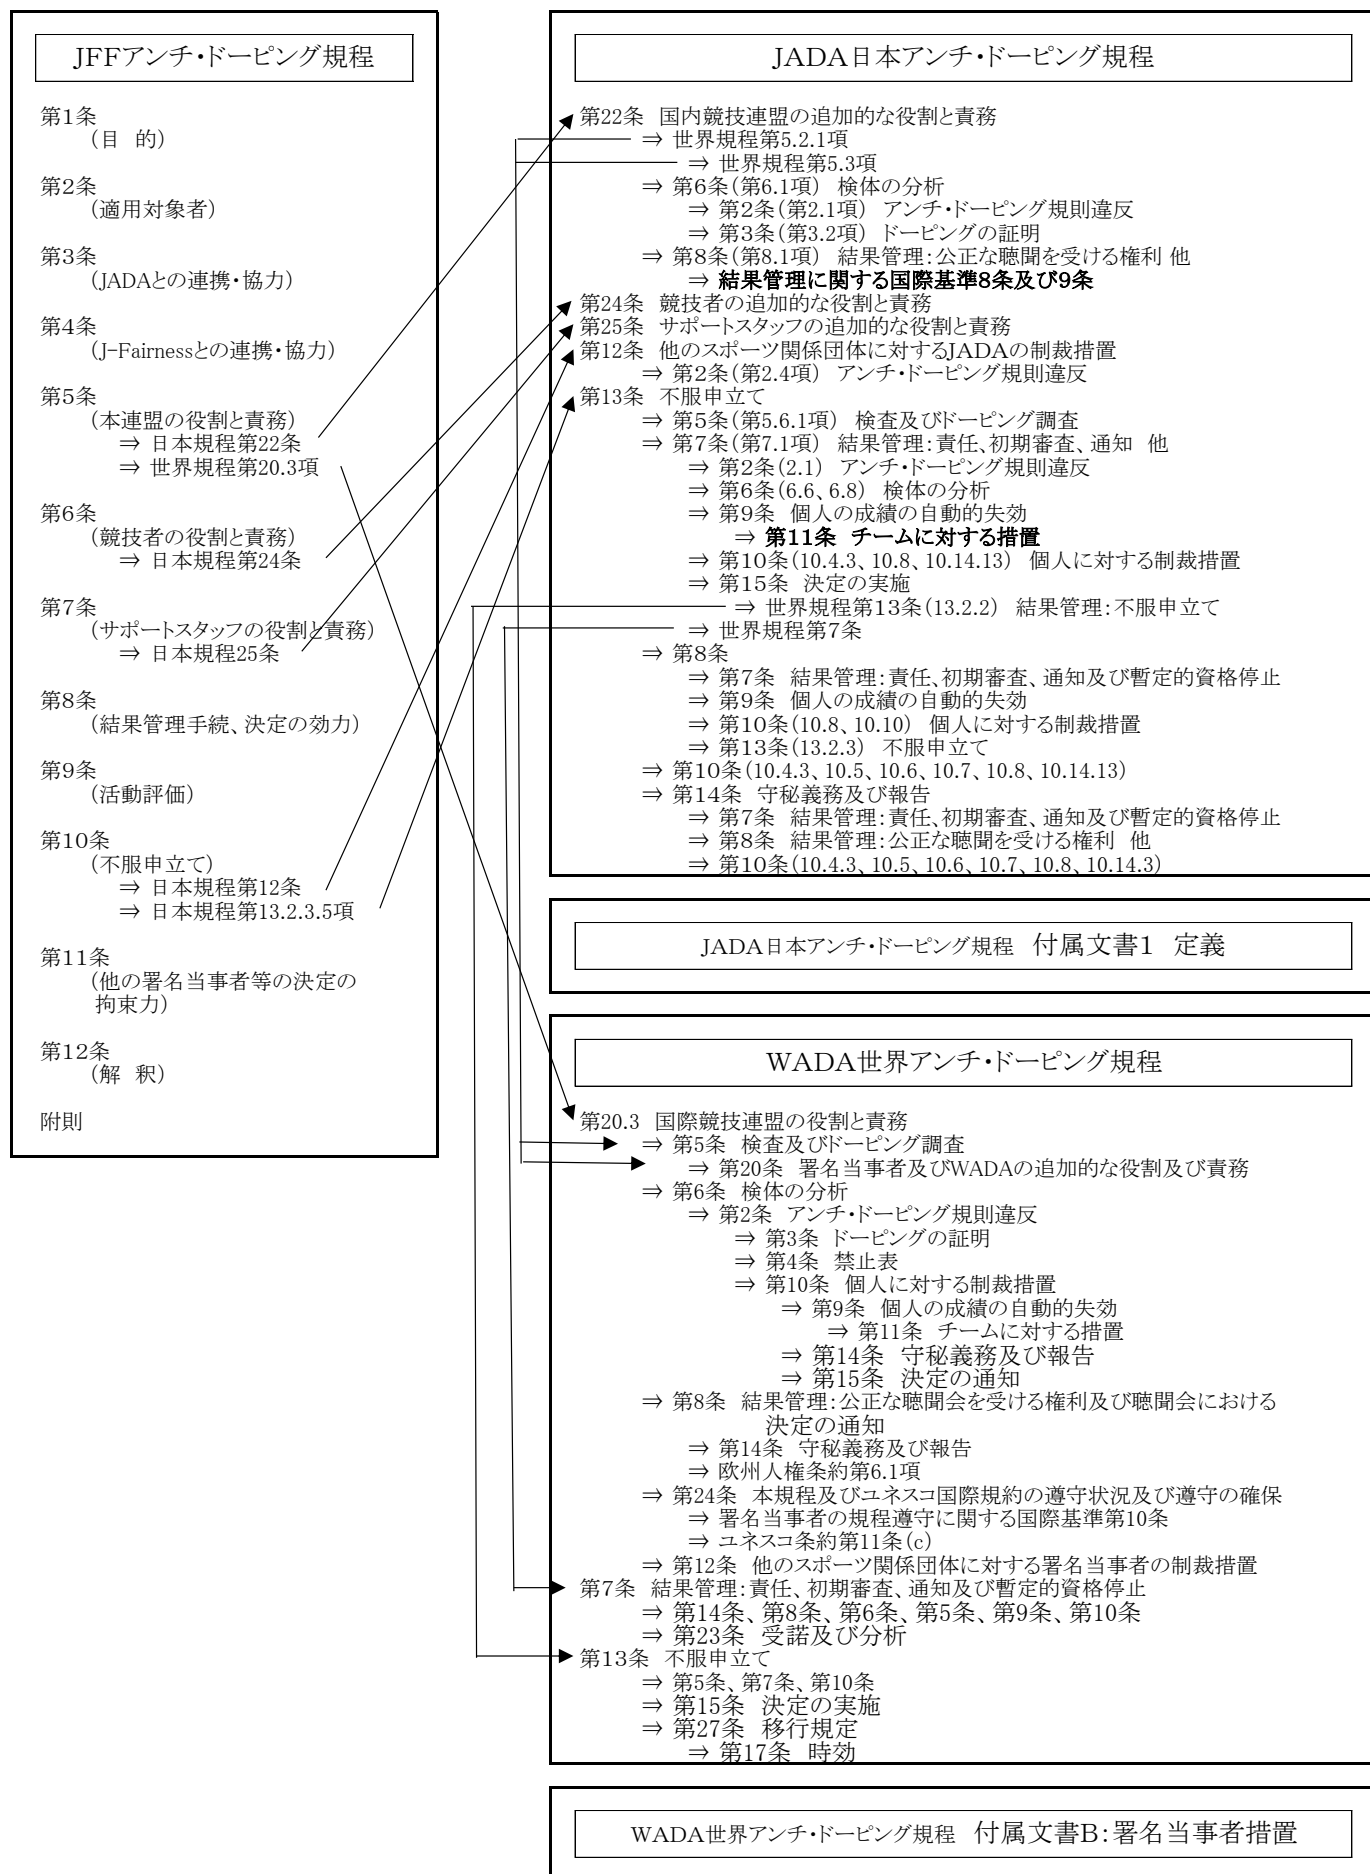 JFFアンチ・ドーピング規程
第1条
(目　的)
第2条
(適用対象者)
第3条
(JADAとの連携・協力)
第4条
(J-Fairnessとの連携・協力)
第5条
(本連盟の役割と責務)
⇒ 日本規程第22条
⇒ 世界規程第20.3項
第6条
(競技者の役割と責務)
⇒ 日本規程第24条
第7条
(サポートスタッフの役割と責務)
⇒ 日本規程25条
第8条
(結果管理手続、決定の効力)
第9条
(活動評価)
第10条
(不服申立て)
⇒ 日本規程第12条
⇒ 日本規程第13.2.3.5項
第11条
(他の署名当事者等の決定の
拘束力)
第12条
(解　釈)
附則
JADA日本アンチ・ドーピング規程
第22条　国内競技連盟の追加的な役割と責務
⇒ 世界規程第5.2.1項
⇒ 世界規程第5.3項
⇒ 第6条(第6.1項)　検体の分析
⇒ 第2条(第2.1項)　アンチ・ドーピング規則違反
⇒ 第3条(第3.2項)　ドーピングの証明
⇒ 第8条(第8.1項)　結果管理:公正な聴聞を受ける権利 他
⇒ 結果管理に関する国際基準8条及び9条
第24条　競技者の追加的な役割と責務
第25条　サポートスタッフの追加的な役割と責務
第12条　他のスポーツ関係団体に対するJADAの制裁措置
⇒ 第2条(第2.4項)　アンチ・ドーピング規則違反
第13条　不服申立て
⇒ 第5条(第5.6.1項)　検査及びドーピング調査
⇒ 第7条(第7.1項)　結果管理:責任、初期審査、通知　他
⇒ 第2条(2.1)　アンチ・ドーピング規則違反
⇒ 第6条(6.6、6.8)　検体の分析
⇒ 第9条　個人の成績の自動的失効
⇒ 第11条　チームに対する措置
⇒ 第10条(10.4.3、10.8、10.14.13)　個人に対する制裁措置
⇒ 第15条　決定の実施
⇒ 世界規程第13条(13.2.2)　結果管理:不服申立て
⇒ 世界規程第7条
⇒ 第8条
⇒ 第7条　結果管理:責任、初期審査、通知及び暫定的資格停止
⇒ 第9条　個人の成績の自動的失効
⇒ 第10条(10.8、10.10)　個人に対する制裁措置
⇒ 第13条(13.2.3)　不服申立て
⇒ 第10条(10.4.3、10.5、10.6、10.7、10.8、10.14.13)
⇒ 第14条　守秘義務及び報告
⇒ 第7条　結果管理:責任、初期審査、通知及び暫定的資格停止
⇒ 第8条　結果管理:公正な聴聞を受ける権利　他
⇒ 第10条(10.4.3、10.5、10.6、10.7、10.8、10.14.3)
JADA日本アンチ・ドーピング規程　付属文書1　定義
WADA世界アンチ・ドーピング規程
第20.3　国際競技連盟の役割と責務
⇒ 第5条　検査及びドーピング調査
⇒ 第20条　署名当事者及びWADAの追加的な役割及び責務
⇒ 第6条　検体の分析
⇒ 第2条　アンチ・ドーピング規則違反
⇒ 第3条　ドーピングの証明
⇒ 第4条　禁止表
⇒ 第10条　個人に対する制裁措置
⇒ 第9条　個人の成績の自動的失効
⇒ 第11条　チームに対する措置
⇒ 第14条　守秘義務及び報告
⇒ 第15条　決定の通知
⇒ 第8条　結果管理:公正な聴聞会を受ける権利及び聴聞会における
決定の通知
⇒ 第14条　守秘義務及び報告
⇒ 欧州人権条約第6.1項
⇒ 第24条　本規程及びユネスコ国際規約の遵守状況及び遵守の確保
⇒ 署名当事者の規程遵守に関する国際基準第10条
⇒ ユネスコ条約第11条(c)
⇒ 第12条　他のスポーツ関係団体に対する署名当事者の制裁措置
第7条　結果管理:責任、初期審査、通知及び暫定的資格停止
⇒ 第14条、第8条、第6条、第5条、第9条、第10条
⇒ 第23条　受諾及び分析
第13条　不服申立て
⇒ 第5条、第7条、第10条
⇒ 第15条　決定の実施
⇒ 第27条　移行規定
⇒ 第17条　時効
WADA世界アンチ・ドーピング規程　付属文書B:署名当事者措置